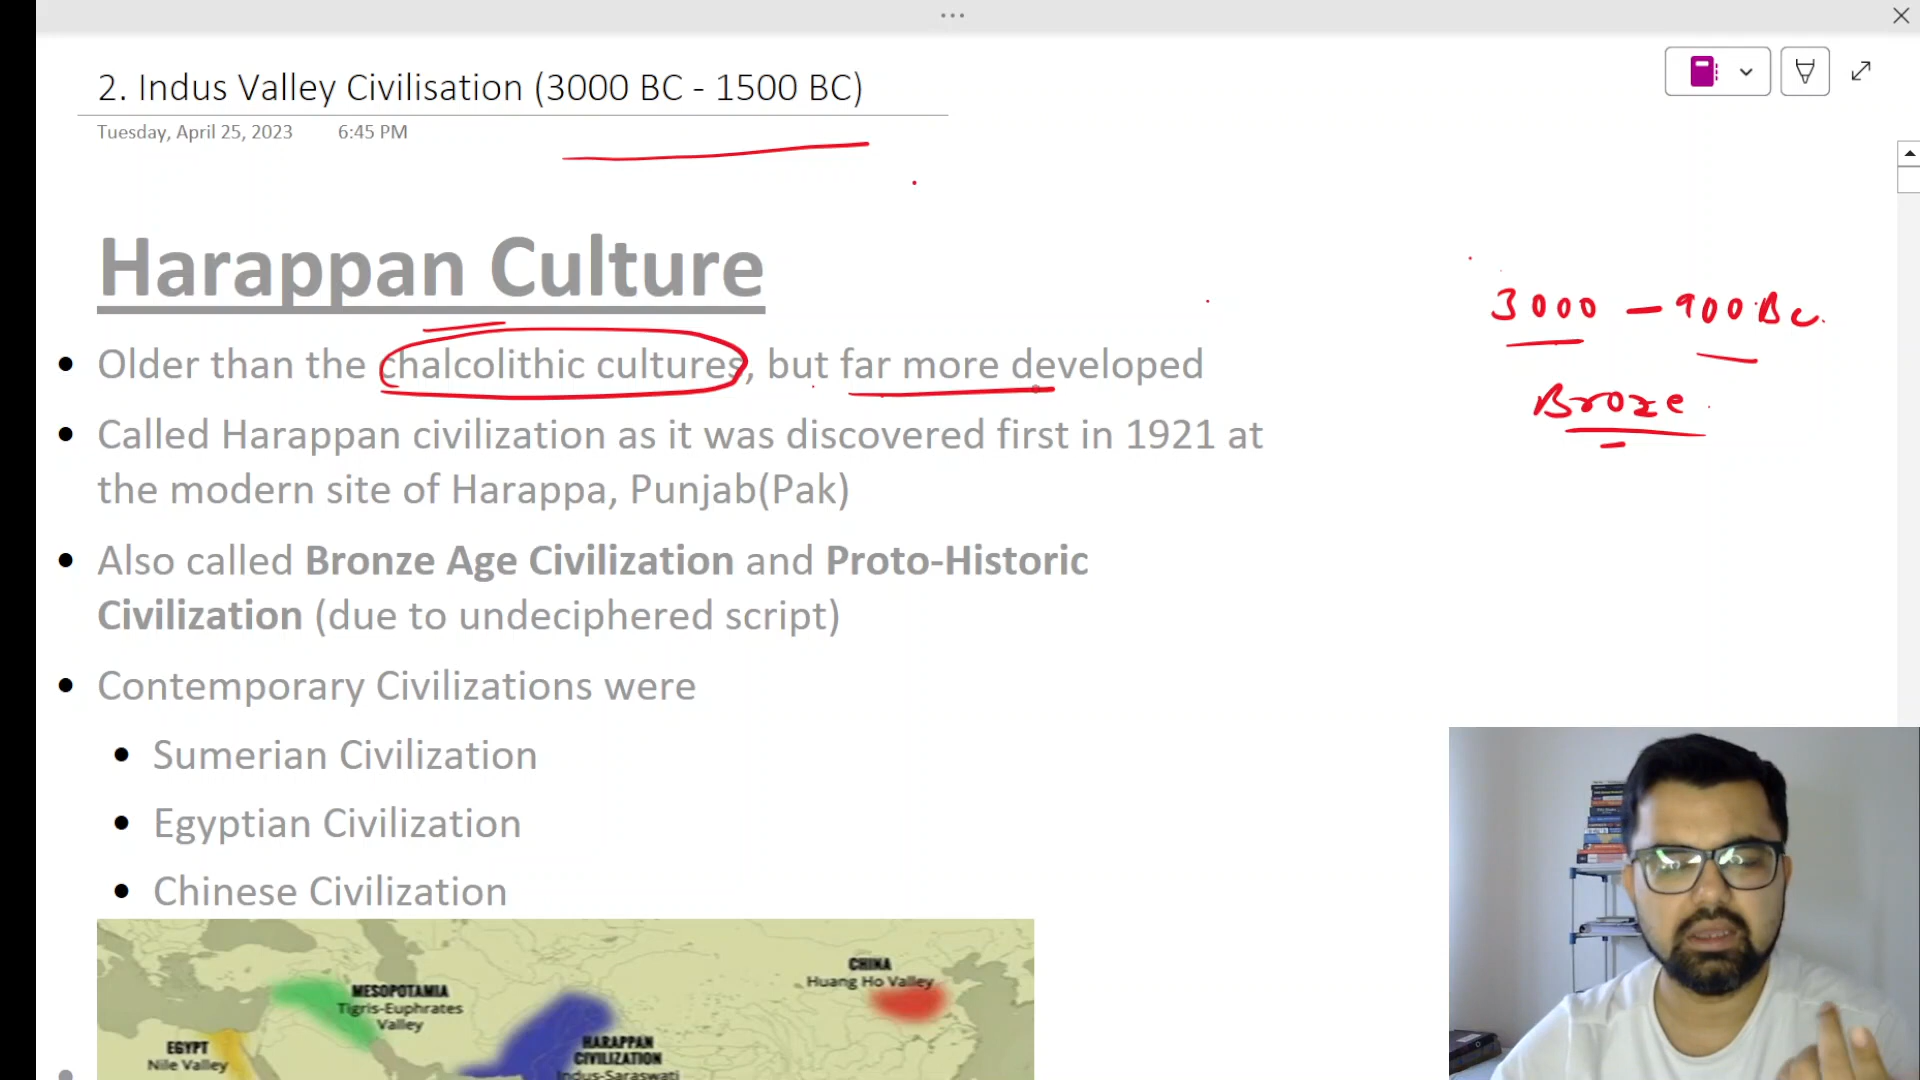 2. Indus Valley Civilisation (3000 BC - 1500 BC)
Tuesday, April 25, 2023 6:45 PM
Harappan Culture
3000 — 900 BC.
• Older than the chalcolithic cultures, but far more developed
Broze
• Called Harappan civilization as it was discovered first in 1921 at
the modern site of Harappa, Punjab(Pak)
• Also called Bronze Age Civilization and Proto-Historic
Civilization (due to undeciphered script)
• Contemporary Civilizations were
• Sumerian Civilization
• Egyptian Civilization
• Chinese Civilization
CHINA
Huang Ho Valley
MESOPOTAMIA
Tigris-Euphrates
Valley
EGYPT
Nile Valley
HARAPPAN
CIVILIZATION
Indus-Saraswati